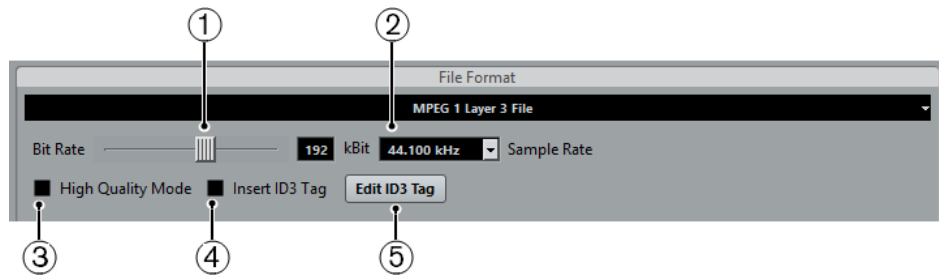 ① ②
File Format
MPEG 1 Layer 3 File
Bit Rate 192 kBit 44.100 kHz Sample Rate
High Quality Mode Insert ID3 Tag Edit ID3 Tag
③ ④ ⑤